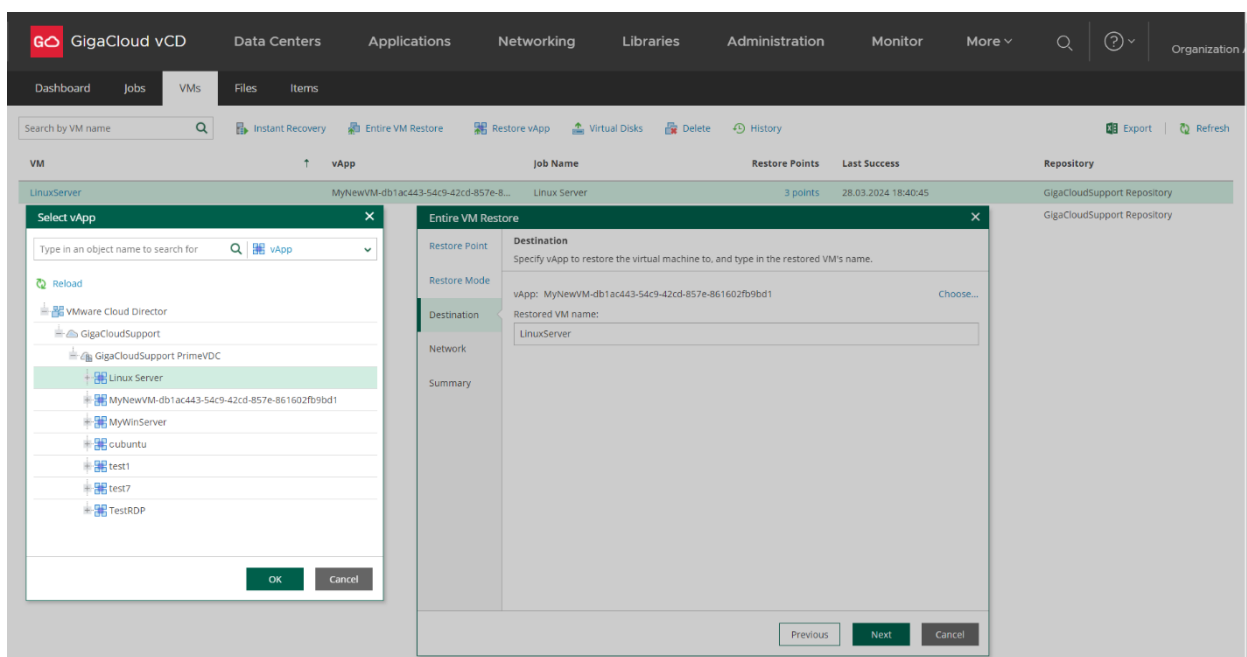 GigaCloud vCD Data Centers Applications Networking Libraries Administration Monitor More Organization
Dashboard Jobs VMs Files Items
Search by VM name Instant Recovery Entire VM Restore Restore vApp Virtual Disks Delete History Export Refresh
VM vApp Job Name Restore Points Last Success Repository
LinuxServer MyNewVM-db1ac443-54c9-42cd-857e-8... Linux Server 3 points 28.03.2024 18:40:45 GigaCloudSupport Repository
GigaCloudSupport Repository
Select vApp
Type in an object name to search for vApp
Reload
VMware Cloud Director
GigaCloudSupport
GigaCloudSupport PrimeVDC
Linux Server
MyNewVM-db1ac443-54c9-42cd-857e-861602fb9bd1
MyWinServer
cubuntu
test1
test7
TestRDP
OK Cancel
Entire VM Restore
Restore Point
Restore Mode
Destination
Network
Summary
Destination
Specify vApp to restore the virtual machine to, and type in the restored VM's name.
vApp: MyNewVM-db1ac443-54c9-42cd-857e-861602fb9bd1 Choose...
Restored VM name:
LinuxServer
Previous Next Cancel